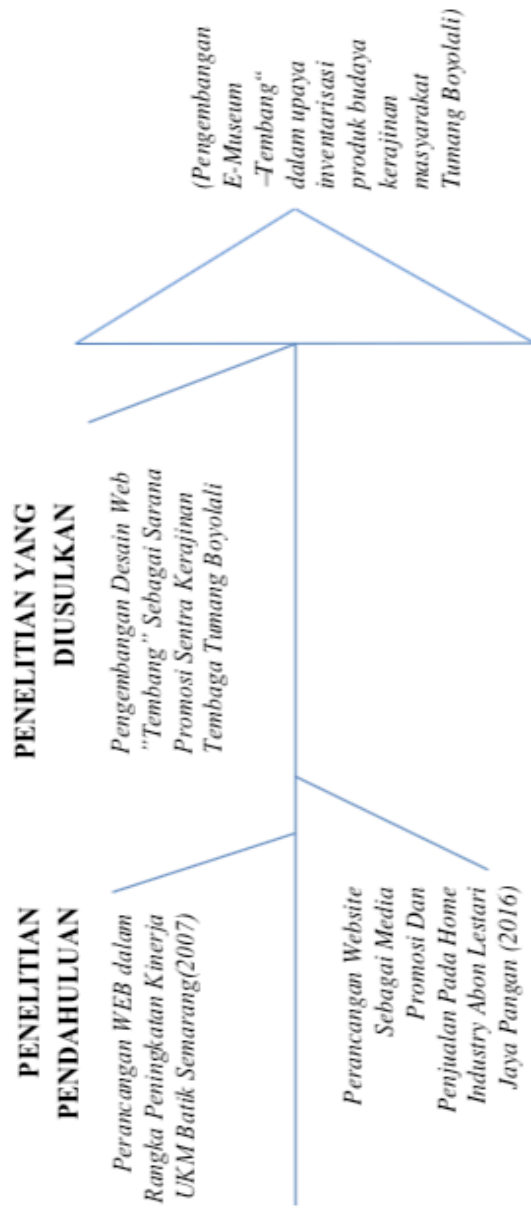 PENELITIAN
PENDAHULUAN
Perancangan WEB dalam
Rangka Peningkatan Kinerja
UKM Batik Semarang(2007)
Perancangan Website
Sebagai Media
Promosi Dan
Penjualan Pada Home
Industry Abon Lestari
Jaya Pangan (2016)
PENELITIAN YANG
DIUSULKAN
Pengembangan Desain Web
"Tembang" Sebagai Sarana
Promosi Sentra Kerajinan
Tembaga Tumang Boyolali
(Pengembangan
E-Museum
–Tembang“
dalam upaya
inventarisasi
produk budaya
kerajinan
masyarakat
Tumang Boyolali)